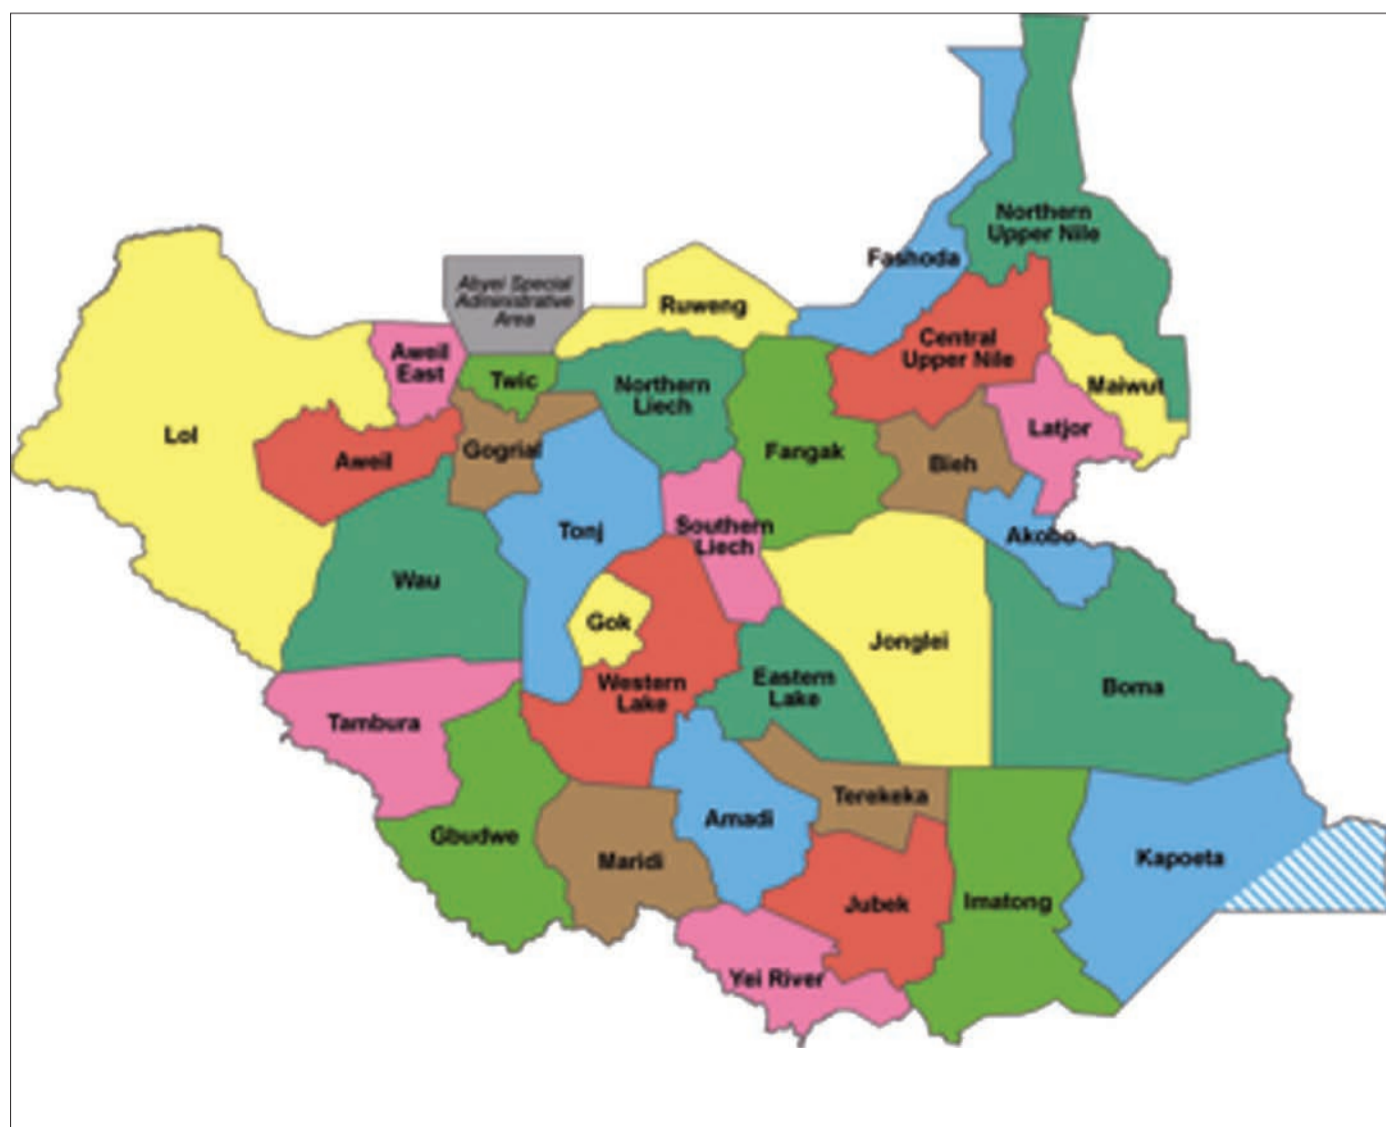 Northern
Upper Nile
Fashoda
Abyei Special
Administrative
Area
Ruweng
Central
Upper Nile
Aweil
East
Twic
Northern
Liech
Maiwut
Lol
Aweil
Gogrial
Fangak
Bieh
Latjor
Tonj
Southern
Liech
Akobo
Wau
Gok
Jonglei
Western
Lake
Eastern
Lake
Boma
Tambura
Gbudwe
Maridi
Amadi
Terekeka
Kapoeta
Jubek
Imatong
Yei River